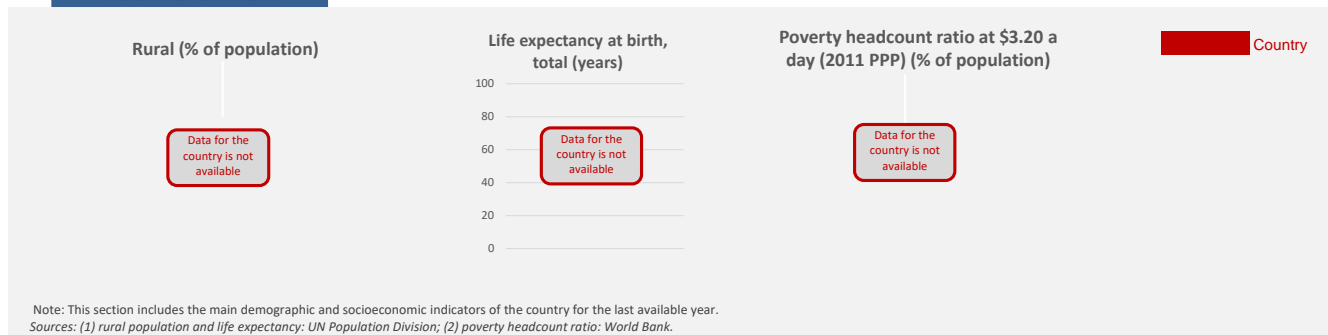 Rural (% of population)
Data for the
country is not
available
Life expectancy at birth,
total (years)
100
80
60
40
20
0
Data for the
country is not
available
Poverty headcount ratio at $3.20 a
day (2011 PPP) (% of population)
Data for the
country is not
available
Country
Note: This section includes the main demographic and socioeconomic indicators of the country for the last available year.
Sources: (1) rural population and life expectancy: UN Population Division; (2) poverty headcount ratio: World Bank.